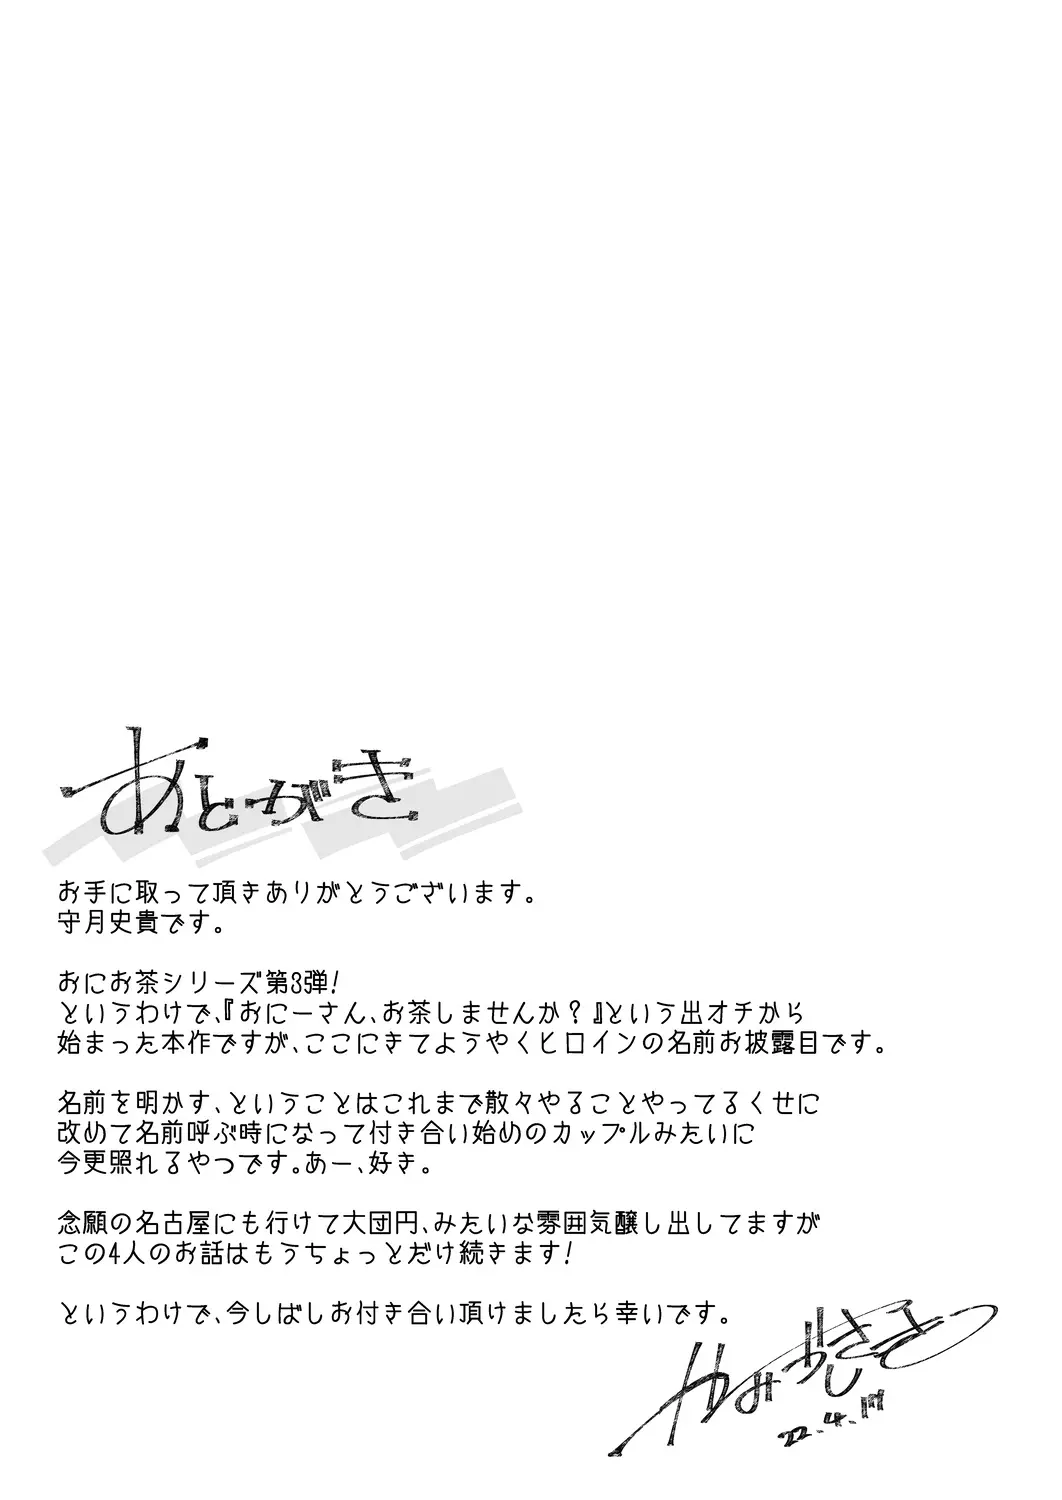 あとがき
お手に取って頂きありがとうございます。
守月史貴です。
おにお茶シリーズ第3弾!
というわけで、『おにーさん、お茶しませんか?』という出オチから
始まった本作ですが、ここにきてようやくヒロインの名前お披露目です。
名前を明かす、ということはこれまで散々やることやってるくせに
改めて名前呼ぶ時になって付き合い始めのカップルみたいに
今更照れるやつです。あー、好き。
念願の名古屋にも行けて大団円、みたいな雰囲気醸し出してますが
この4人のお話はもうちょっとだけ続きます!
というわけで、今しばしお付き合い頂けましたら幸いです。
22.4.17